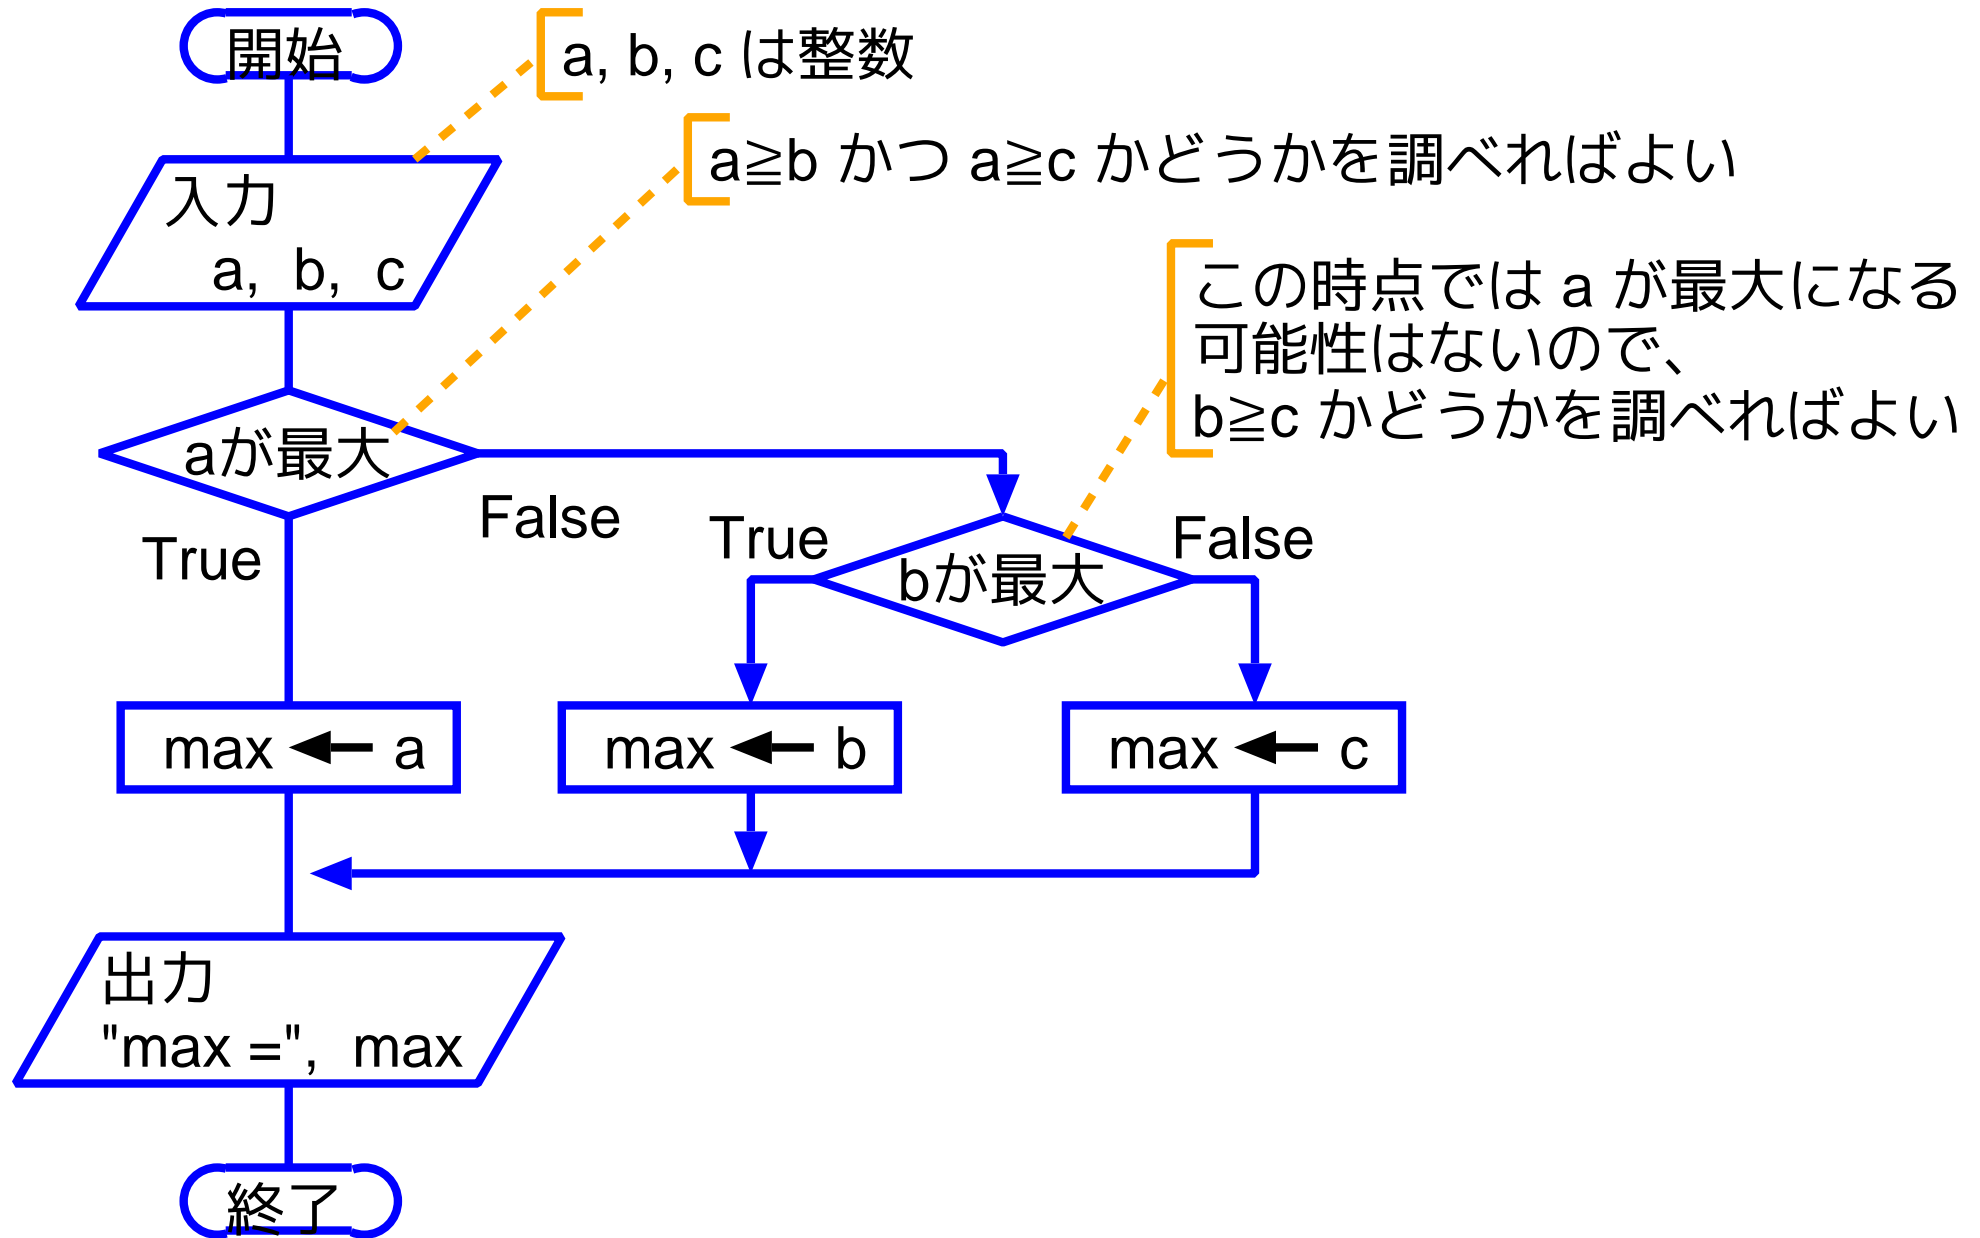 開始
a, b, c は整数
a≧b かつ a≧c かどうかを調べればよい
入力
a, b, c
この時点では a が最大になる
可能性はないので、
b≧c かどうかを調べればよい
aが最大
False
True
True
False
bが最大
max ← a
max ← b
max ← c
出力
"max =", max
終了